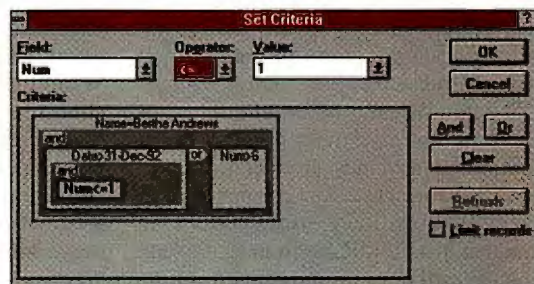 Set Criteria
?
Field: Operator: Value: OK
Num <= 1
Cancel
Criteria:
Name=Bertha Andrews
and
Date>31-Dec-92 or Num>6
and
Num<=1
And Or
Clear
Refresh
Limit records